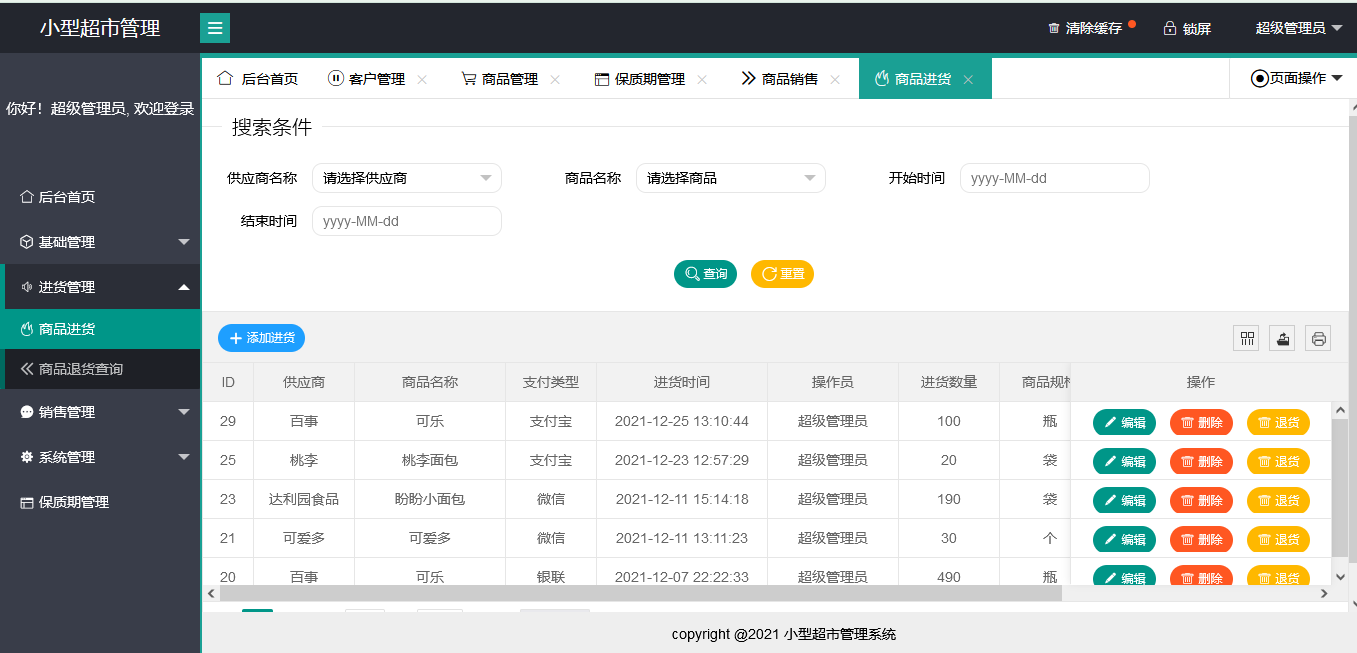 小型超市管理
清除缓存 锁屏 超级管理员
你好！超级管理员, 欢迎登录
后台首页
基础管理
进货管理
商品进货
商品退货查询
销售管理
系统管理
保质期管理
后台首页 客户管理 商品管理 保质期管理 商品销售 商品进货 页面操作
搜索条件
供应商名称 请选择供应商 商品名称 请选择商品 开始时间 yyyy-MM-dd
结束时间 yyyy-MM-dd
查询 重置
添加进货
ID 供应商 商品名称 支付类型 进货时间 操作员 进货数量 商品规格 操作
29 百事 可乐 支付宝 2021-12-25 13:10:44 超级管理员 100 瓶 编辑 删除 退货
25 桃李 桃李面包 支付宝 2021-12-23 12:57:29 超级管理员 20 袋 编辑 删除 退货
23 达利园食品 盼盼小面包 微信 2021-12-11 15:14:18 超级管理员 190 袋 编辑 删除 退货
21 可爱多 可爱多 微信 2021-12-11 13:11:23 超级管理员 30 个 编辑 删除 退货
20 百事 可乐 银联 2021-12-07 22:22:33 超级管理员 490 瓶 编辑 删除 退货
copyright @2021 小型超市管理系统